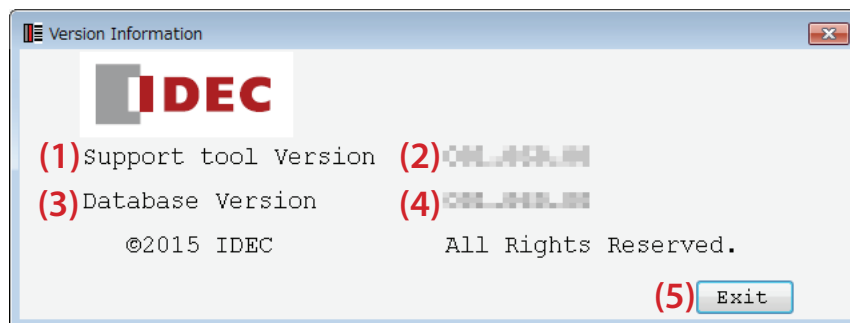 Version Information
IDEC
(1) Support tool Version (2)
(3) Database Version (4)
©2015 IDEC All Rights Reserved.
(5) Exit